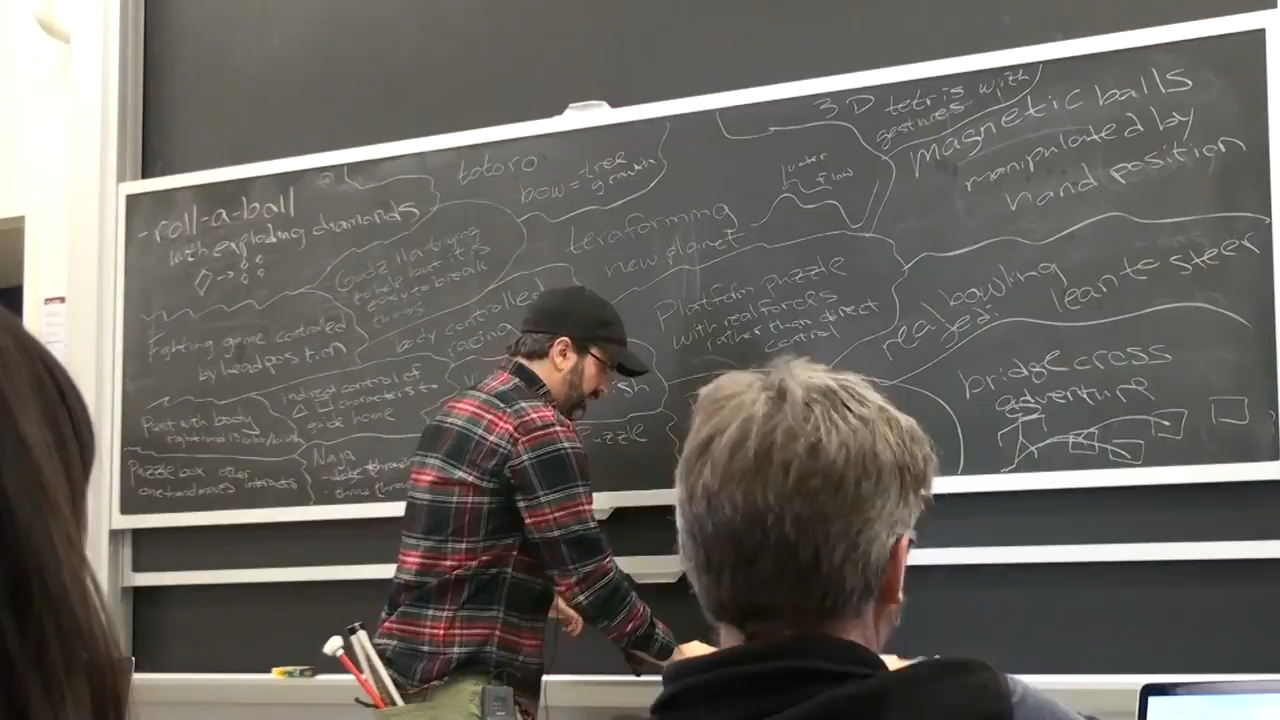 - roll-a-ball
with exploding diamonds
totoro
bow = tree
growth
3D tetris with
gestures
magnetic balls
manipulated by
hand position
water
flow
teraforming
new planet
Godzilla trying
to help but it is
easy to break
things
Fighting game controlled
by head position
body controlled
racing
Platform puzzle
with real forces
rather than direct
control
bowling
lean to steer
bridge cross
adventure
indirect control of
characters to
guide home
Paint with body
Puzzle box other
one hand moves interacts
Naga
Puzzle